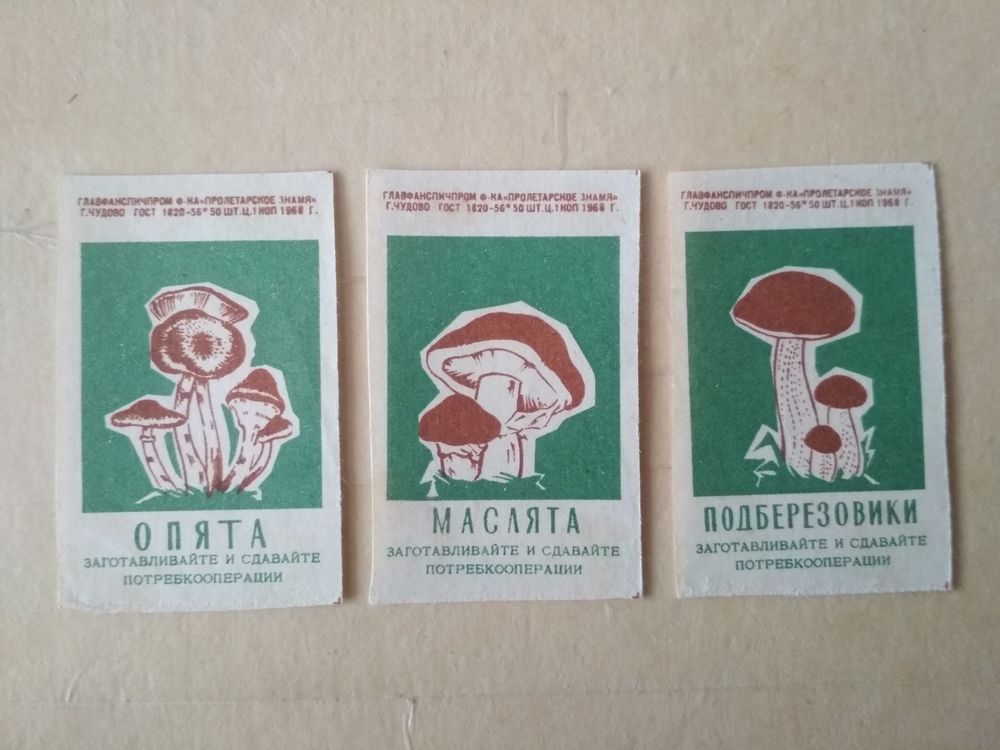 ГЛАВФАНСПИЧПРОМ Ф-КА «ПРОЛЕТАРСКОЕ ЗНАМЯ»
Г. ЧУДОВО ГОСТ 1820-56* 50 ШТ. Ц. 1 КОП 1968 Г.
ОПЯТА
ЗАГОТАВЛИВАЙТЕ И СДАВАЙТЕ
ПОТРЕБКООПЕРАЦИИ
ГЛАВФАНСПИЧПРОМ Ф-КА «ПРОЛЕТАРСКОЕ ЗНАМЯ»
Г. ЧУДОВО ГОСТ 1820-56* 50 ШТ. Ц. 1 КОП 1968 Г.
МАСЛЯТА
ЗАГОТАВЛИВАЙТЕ И СДАВАЙТЕ
ПОТРЕБКООПЕРАЦИИ
ГЛАВФАНСПИЧПРОМ Ф-КА «ПРОЛЕТАРСКОЕ ЗНАМЯ»
Г. ЧУДОВО ГОСТ 1820-56* 50 ШТ. Ц. 1 КОП 1968 Г.
ПОДБЕРЕЗОВИКИ
ЗАГОТАВЛИВАЙТЕ И СДАВАЙТЕ
ПОТРЕБКООПЕРАЦИИ